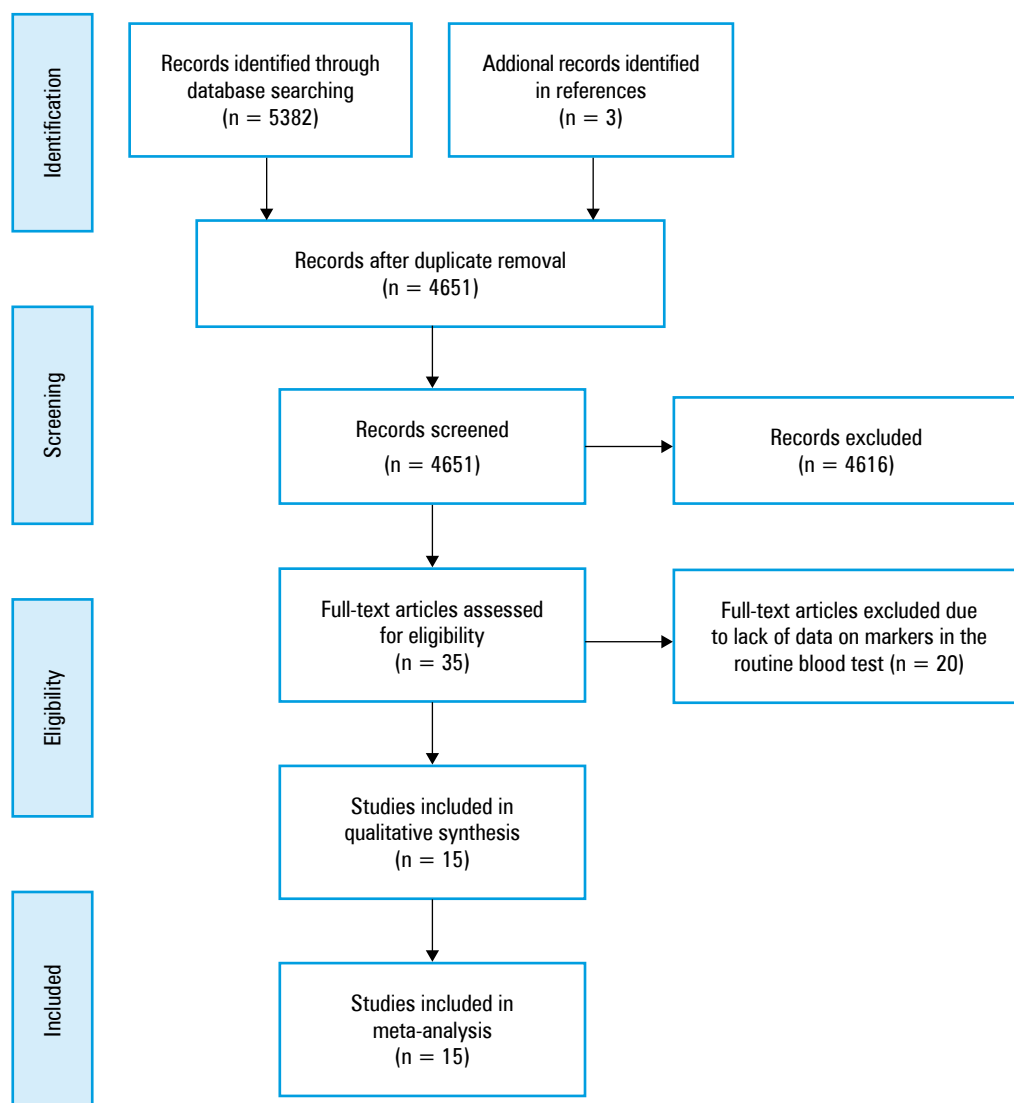 Identification
Records identified through
database searching
(n = 5382)
Addional records identified
in references
(n = 3)
Records after duplicate removal
(n = 4651)
Screening
Records screened
(n = 4651)
Records excluded
(n = 4616)
Eligibility
Full-text articles assessed
for eligibility
(n = 35)
Full-text articles excluded due
to lack of data on markers in the
routine blood test (n = 20)
Studies included in
qualitative synthesis
(n = 15)
Included
Studies included in
meta-analysis
(n = 15)